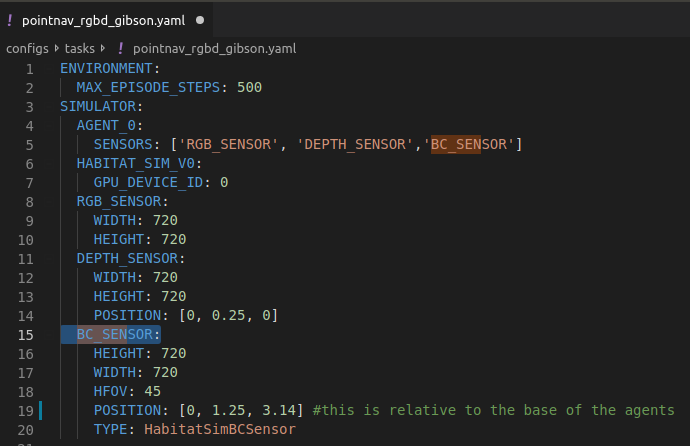 ! pointnav_rgbd_gibson.yaml ●
configs > tasks > ! pointnav_rgbd_gibson.yaml
1 ENVIRONMENT:
2   MAX_EPISODE_STEPS: 500
3 SIMULATOR:
4   AGENT_0:
5     SENSORS: ['RGB_SENSOR', 'DEPTH_SENSOR','BC_SENSOR']
6   HABITAT_SIM_V0:
7     GPU_DEVICE_ID: 0
8   RGB_SENSOR:
9     WIDTH: 720
10     HEIGHT: 720
11   DEPTH_SENSOR:
12     WIDTH: 720
13     HEIGHT: 720
14     POSITION: [0, 0.25, 0]
15   BC_SENSOR:
16     HEIGHT: 720
17     WIDTH: 720
18     HFOV: 45
19     POSITION: [0, 1.25, 3.14] #this is relative to the base of the agents
20     TYPE: HabitatSimBCSensor
21